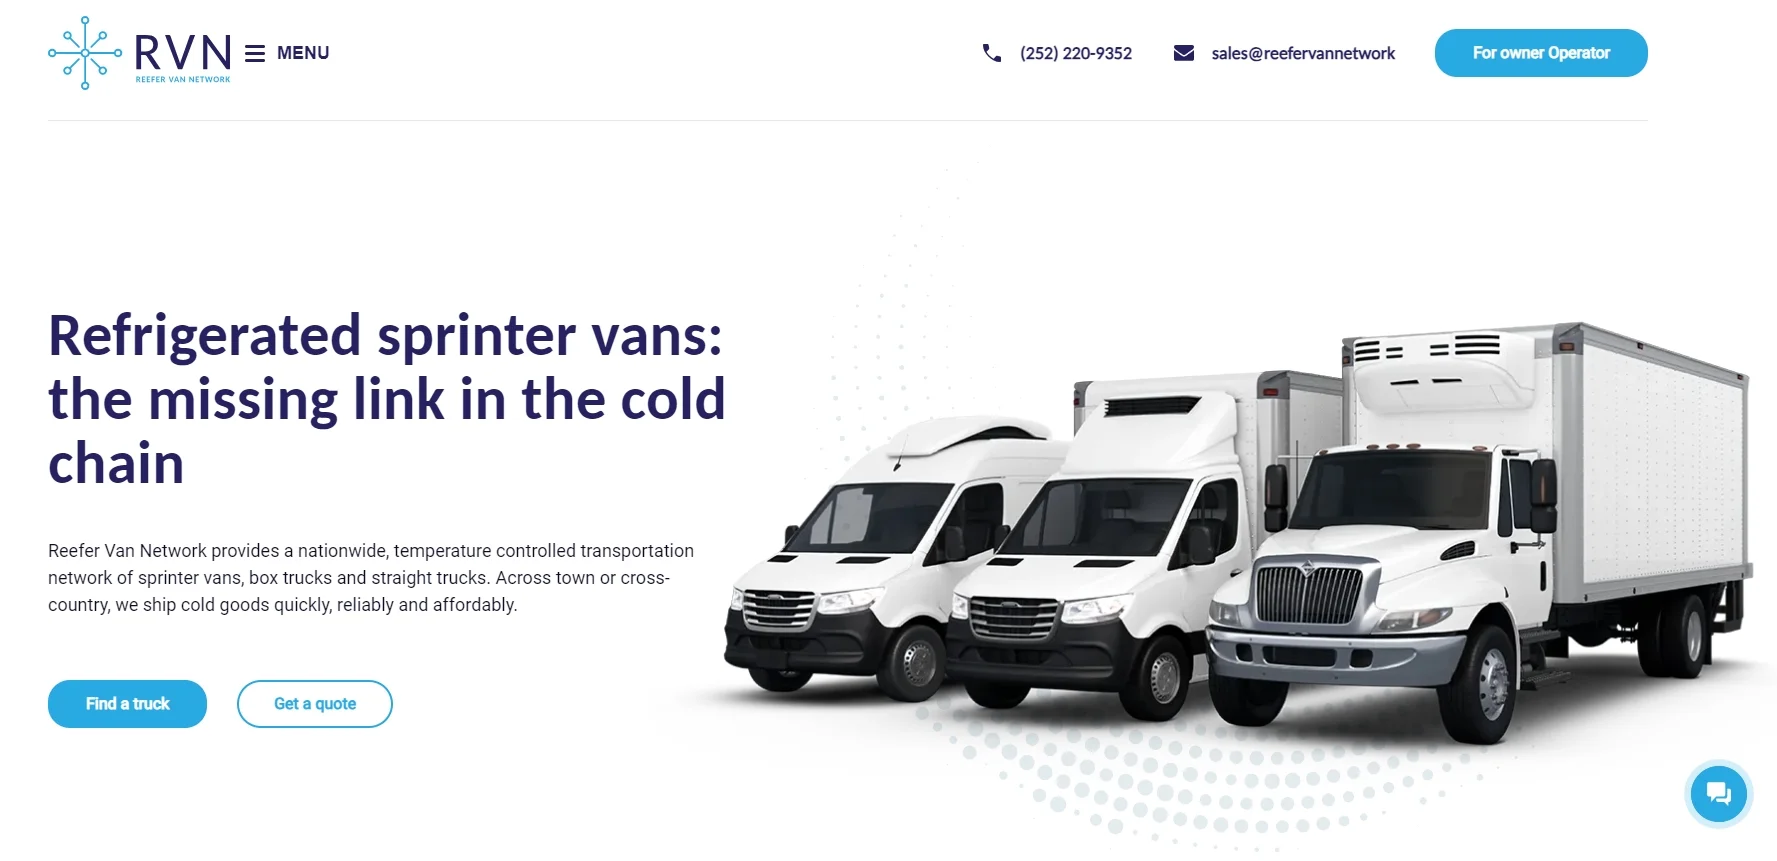 RVN
REEFER VAN NETWORK
MENU
(252) 220-9352
sales@reefervannetwork
For owner Operator
Refrigerated sprinter vans:
the missing link in the cold
chain
Reefer Van Network provides a nationwide, temperature controlled transportation
network of sprinter vans, box trucks and straight trucks. Across town or cross-
country, we ship cold goods quickly, reliably and affordably.
Find a truck
Get a quote